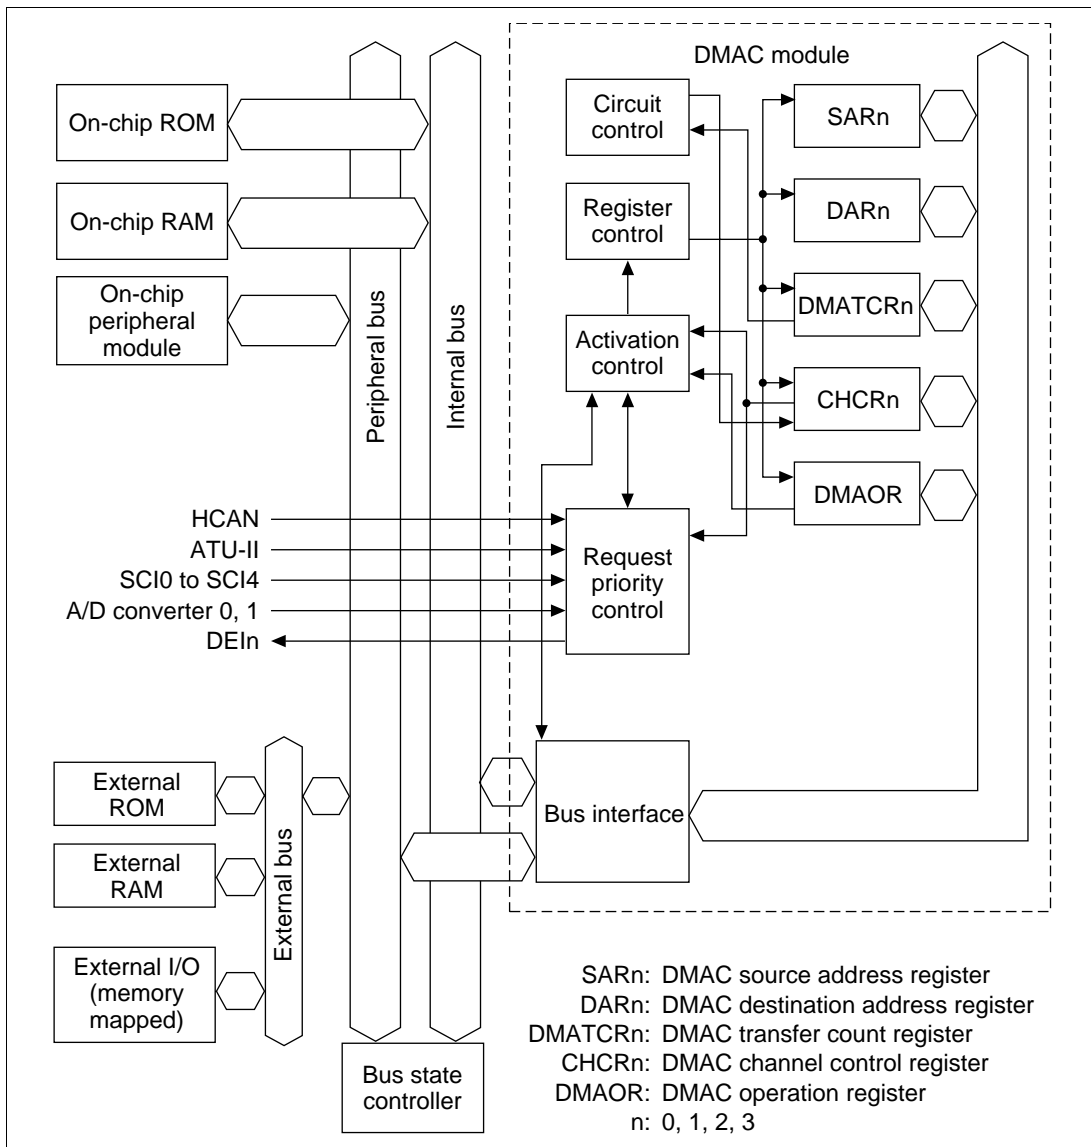 DMAC module
On-chip ROM
On-chip RAM
On-chip
peripheral
module
Peripheral bus
Internal bus
Circuit
control
Register
control
Activation
control
Request
priority
control
SARn
DARn
DMATCRn
CHCRn
DMAOR
HCAN
ATU-II
SCI0 to SCI4
A/D converter 0, 1
DEIn
External
ROM
External
RAM
External I/O
(memory
mapped)
External bus
Bus interface
Bus state
controller
SARn: DMAC source address register
DARn: DMAC destination address register
DMATCRn: DMAC transfer count register
CHCRn: DMAC channel control register
DMAOR: DMAC operation register
n: 0, 1, 2, 3